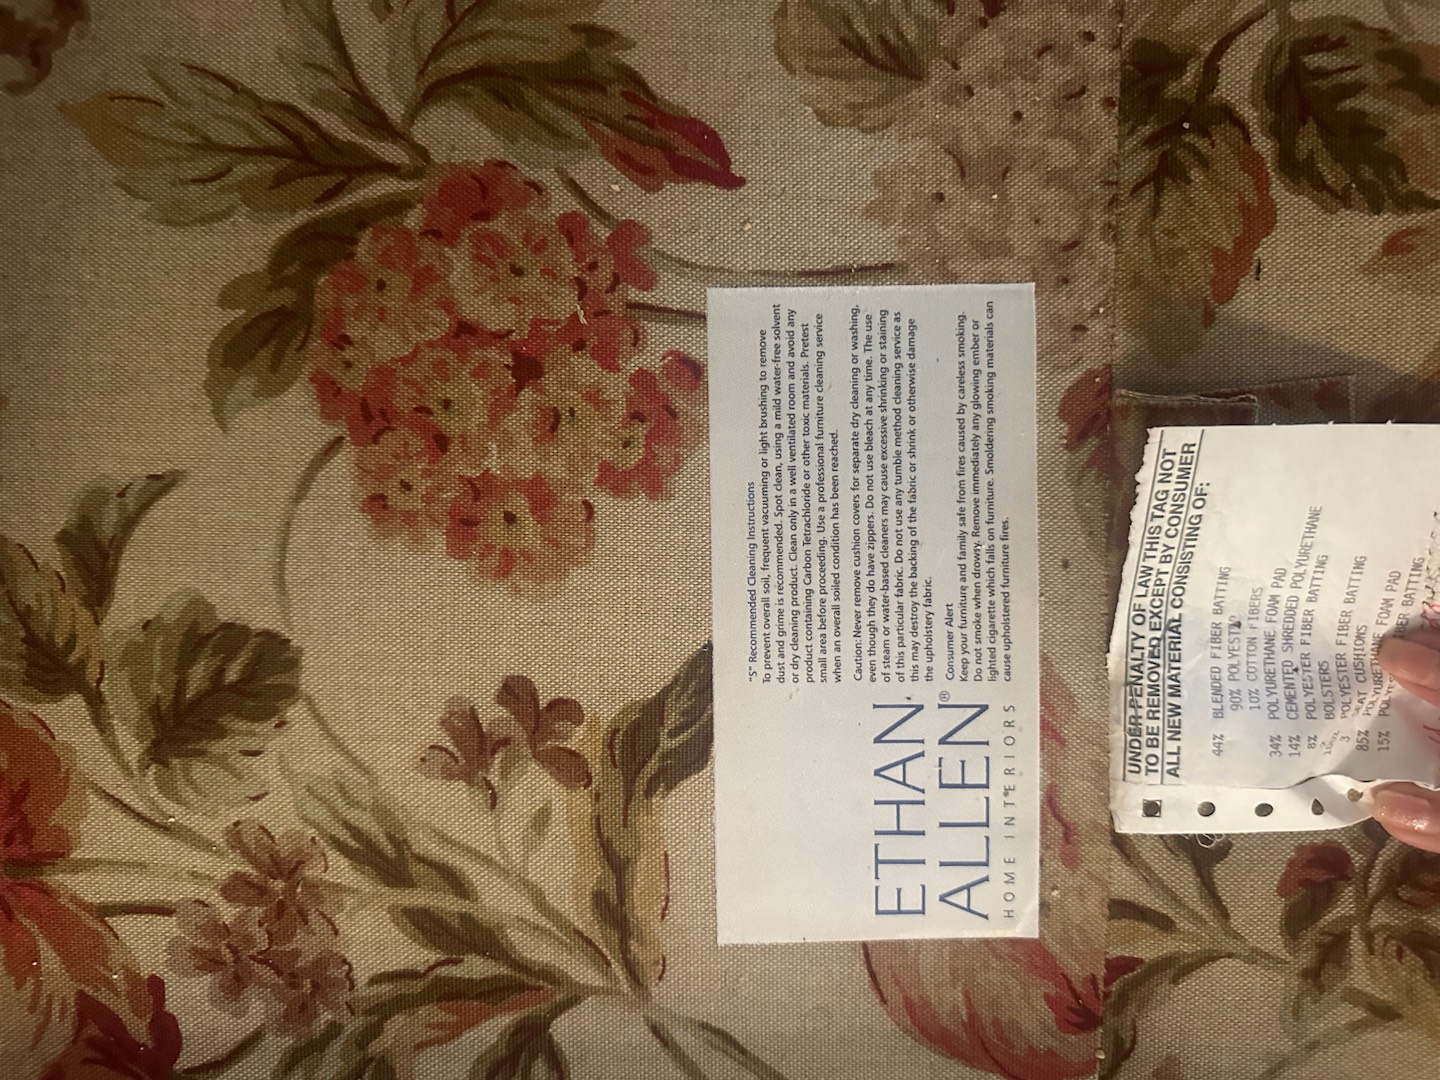 "S" Recommended Cleaning Instructions
To prevent overall soil, frequent vacuuming or light brushing to remove
dust and grime is recommended. Spot clean, using a mild water-free solvent
or dry cleaning product. Clean only in a well ventilated room and avoid any
product containing Carbon Tetrachloride or other toxic materials. Pretest
small area before proceeding. Use a professional furniture cleaning service
when an overall soiled condition has been reached.
Caution: Never remove cushion covers for separate dry cleaning or washing,
even though they do have zippers. Do not use bleach at any time. The use
of steam or water-based cleaners may cause excessive shrinking or staining
of this particular fabric. Do not use any tumble method cleaning service as
this may destroy the backing of the fabric or shrink or otherwise damage
the upholstery fabric.
Consumer Alert
Keep your furniture and family safe from fires caused by careless smoking.
Do not smoke when drowsy. Remove immediately any glowing ember or
lighted cigarette which falls on furniture. Smoldering smoking materials can
cause upholstered furniture fires.
ETHAN
ALLEN®
HOME INTERIORS
UNDER PENALTY OF LAW THIS TAG NOT
TO BE REMOVED EXCEPT BY CONSUMER
ALL NEW MATERIAL CONSISTING OF:
44% BLENDED FIBER BATTING
90% POLYESTER
10% COTTON FIBERS
34% POLYURETHANE FOAM PAD
14% CEMENTED SHREDDED POLYURETHANE
8% POLYESTER FIBER BATTING
BOLSTERS
POLYESTER FIBER BATTING
SEAT CUSHIONS
85% POLYURETHANE FOAM PAD
15% BATTING